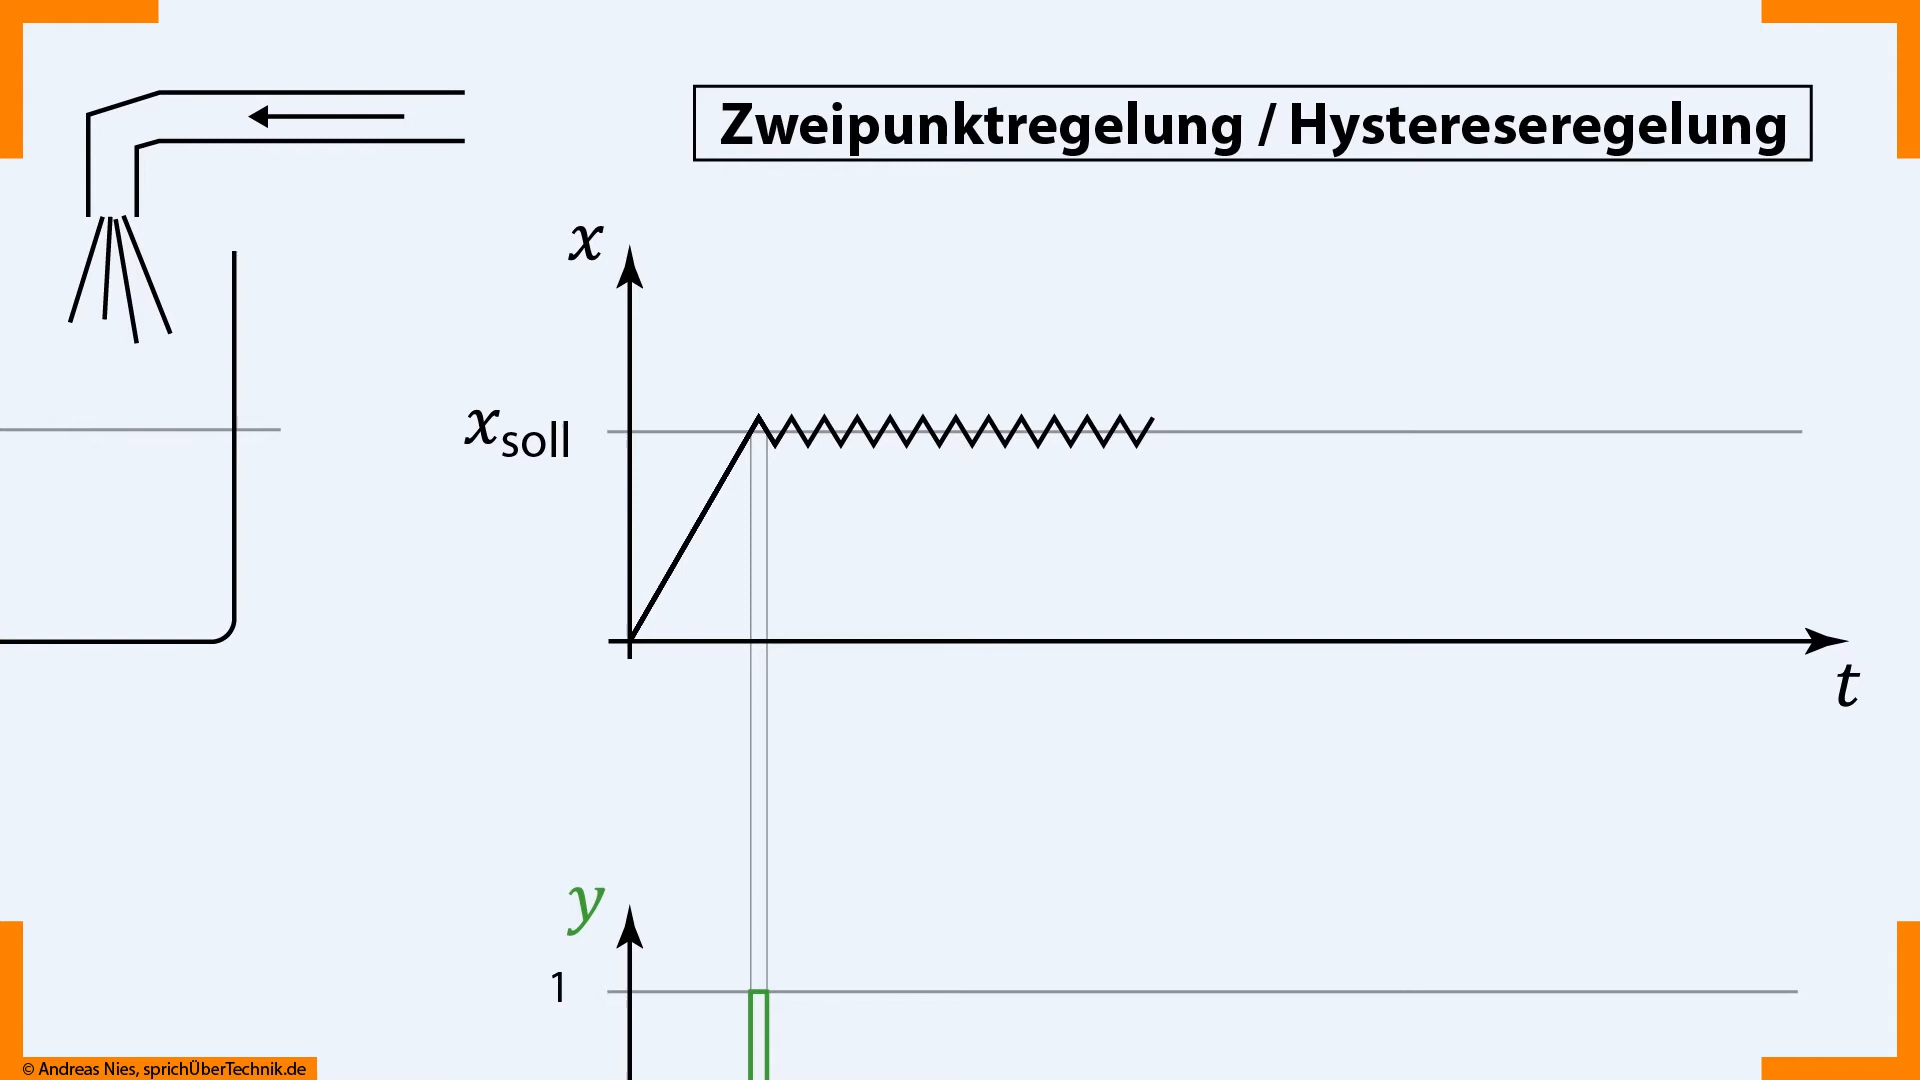 Zweipunktregelung / Hystereseregelung
x
xsoll
t
y
1
© Andreas Nies, sprichÜberTechnik.de